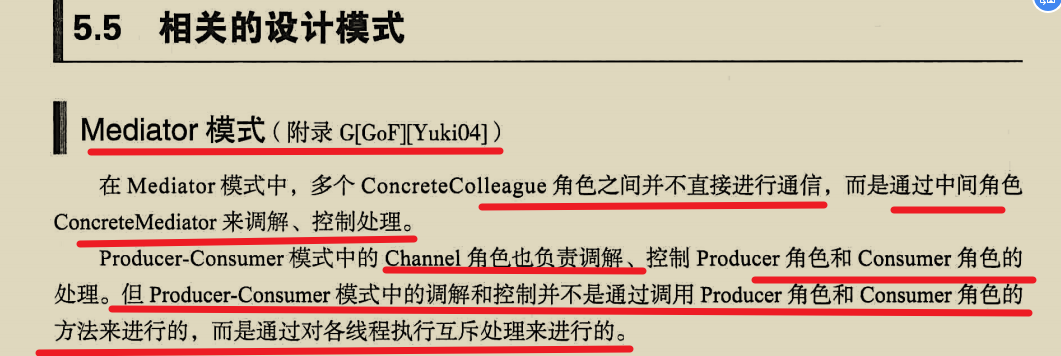 5.5 相关的设计模式
Mediator 模式（附录 G[GoF][Yuki04]）
在 Mediator 模式中，多个 ConcreteColleague 角色之间并不直接进行通信，而是通过中间角色
ConcreteMediator 来调解、控制处理。
Producer-Consumer 模式中的 Channel 角色也负责调解、控制 Producer 角色和 Consumer 角色的
处理。但 Producer-Consumer 模式中的调解和控制并不是通过调用 Producer 角色和 Consumer 角色的
方法来进行的，而是通过对各线程执行互斥处理来进行的。